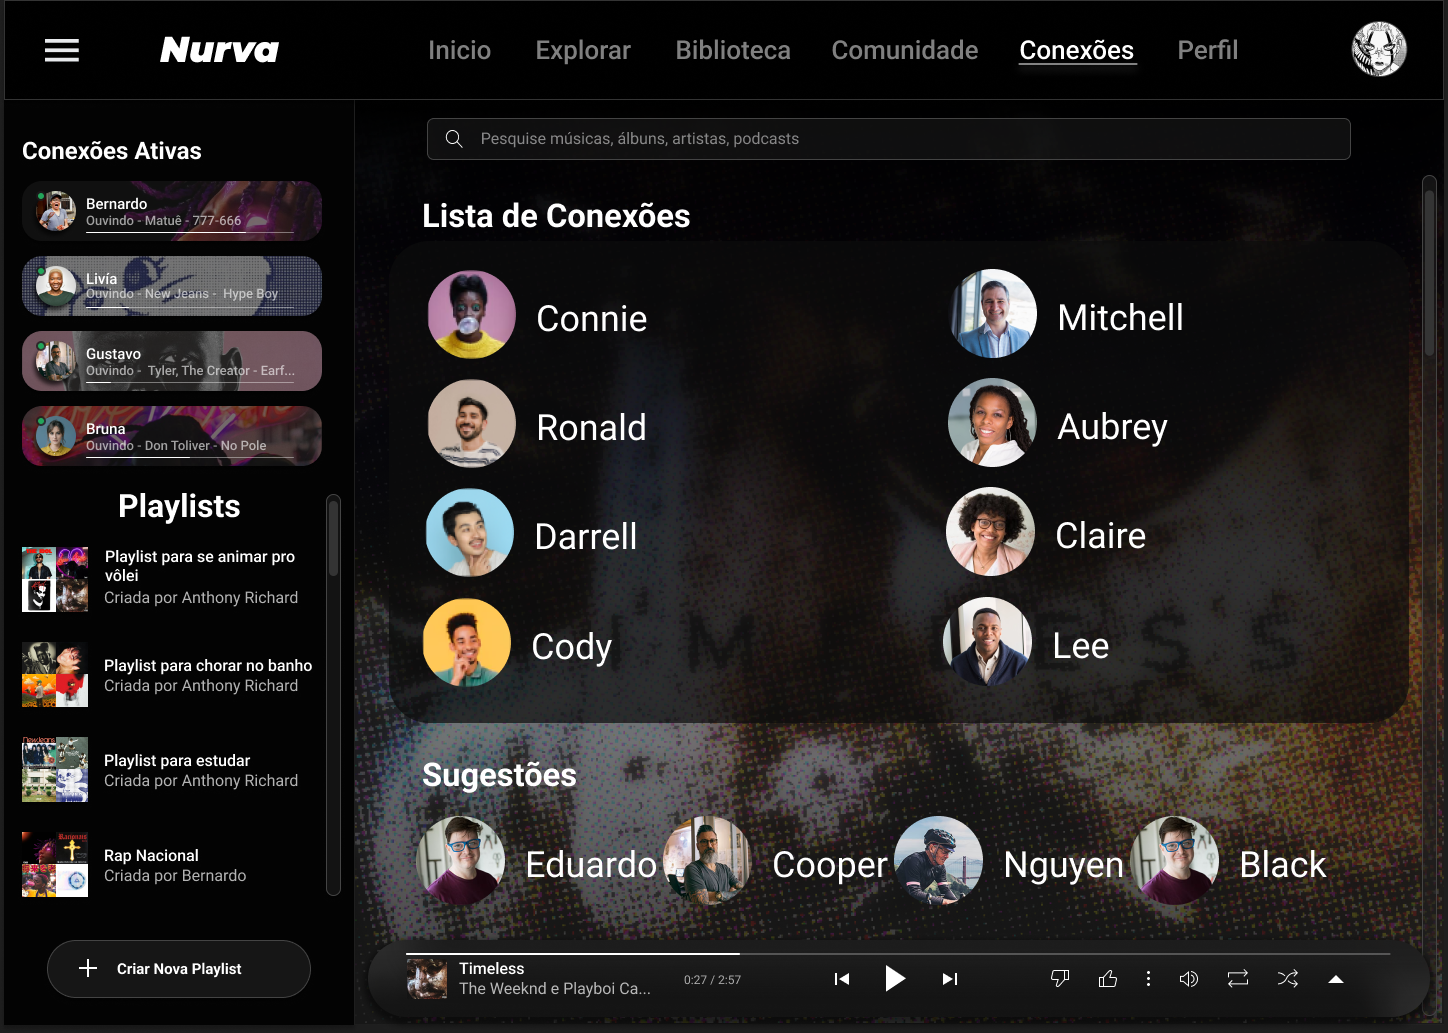 Nurva
Inicio
Explorar
Biblioteca
Comunidade
Conexões
Perfil
Pesquise músicas, álbuns, artistas, podcasts
Conexões Ativas
Bernardo
Ouvindo - Matuê - 777-666
Livía
Ouvindo - New Jeans - Hype Boy
Gustavo
Ouvindo - Tyler, The Creator - Earf...
Bruna
Ouvindo - Don Toliver - No Pole
Playlists
Playlist para se animar pro
vôlei
Criada por Anthony Richard
Playlist para chorar no banho
Criada por Anthony Richard
NewJeans
Playlist para estudar
Criada por Anthony Richard
Rap Nacional
Criada por Bernardo
Criar Nova Playlist
Lista de Conexões
Connie
Mitchell
Ronald
Aubrey
Darrell
Claire
Cody
Lee
Sugestões
Eduardo
Cooper
Nguyen
Black
Timeless
The Weeknd e Playboi Ca...
0:27 / 2:57